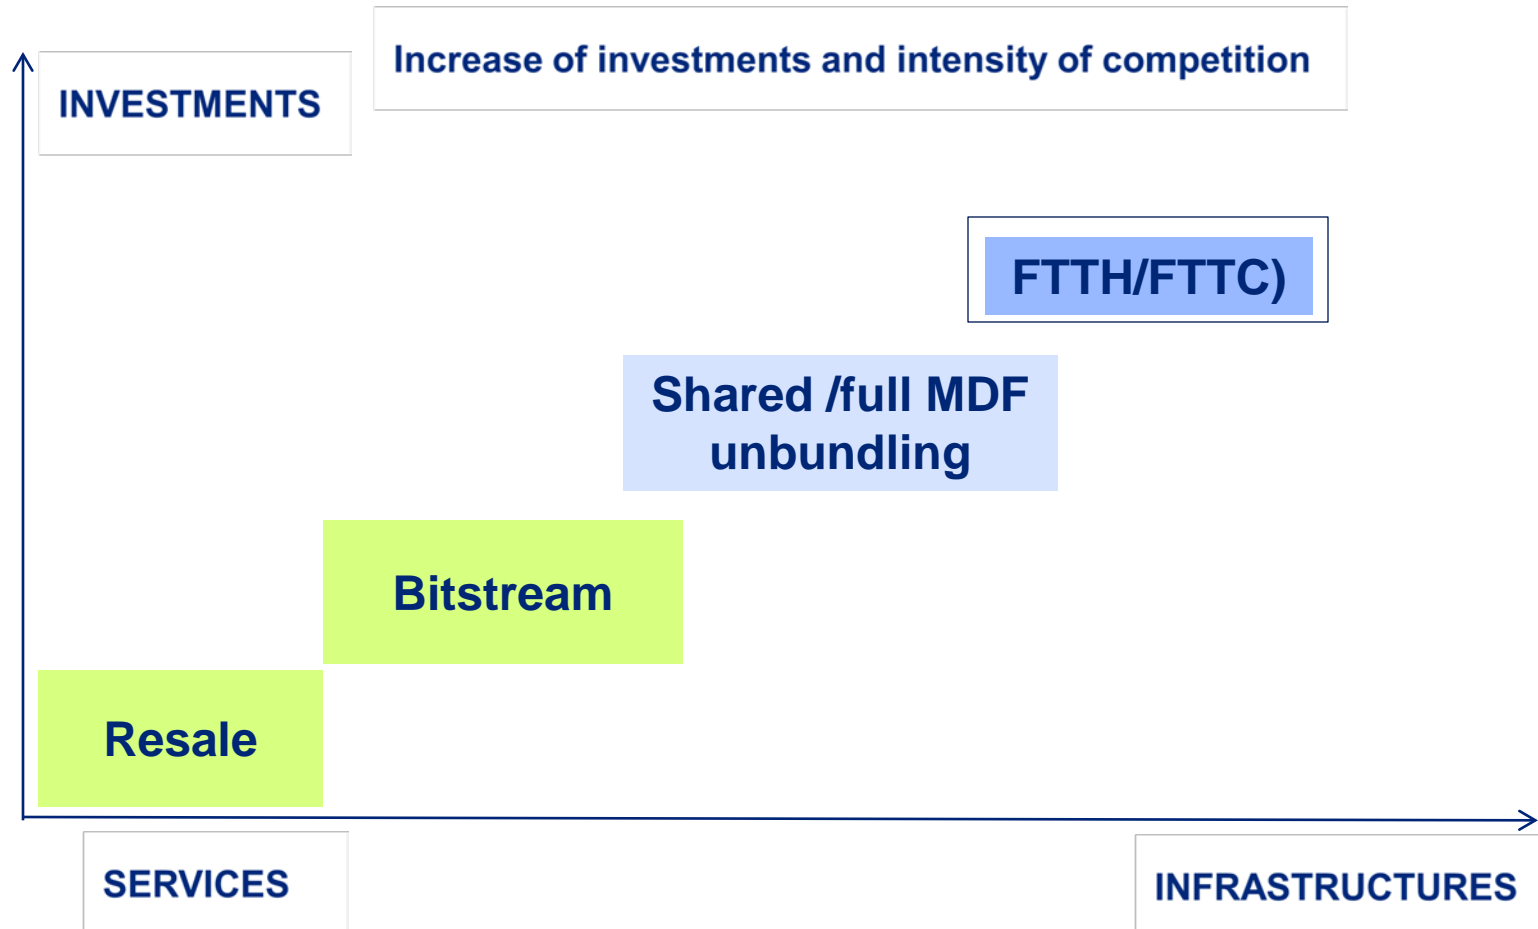 Increase of investments and intensity of competition
INVESTMENTS
FTTH/FTTC)
Shared /full MDF
unbundling
Bitstream
Resale
SERVICES
INFRASTRUCTURES